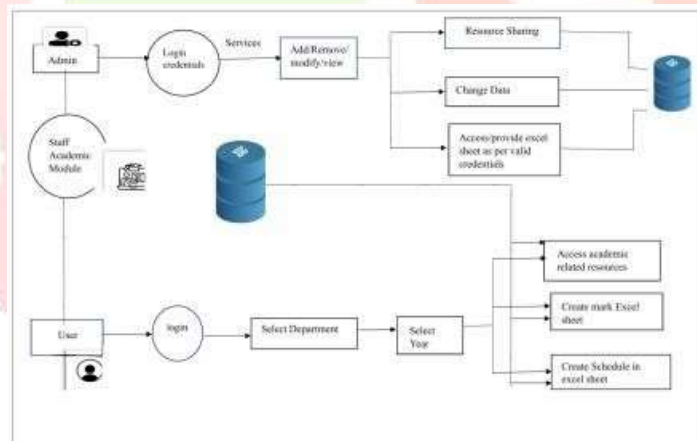 Admin
Login
credentials
Services
Add/Remove/
modify/view
Resource Sharing
Change Data
Access/provide excel
sheet as per valid
credentials
Staff
Academic
Module
User
login
Select Department
Select
Year
Access academic
related resources
Create mark Excel
sheet
Create Schedule in
excel sheet